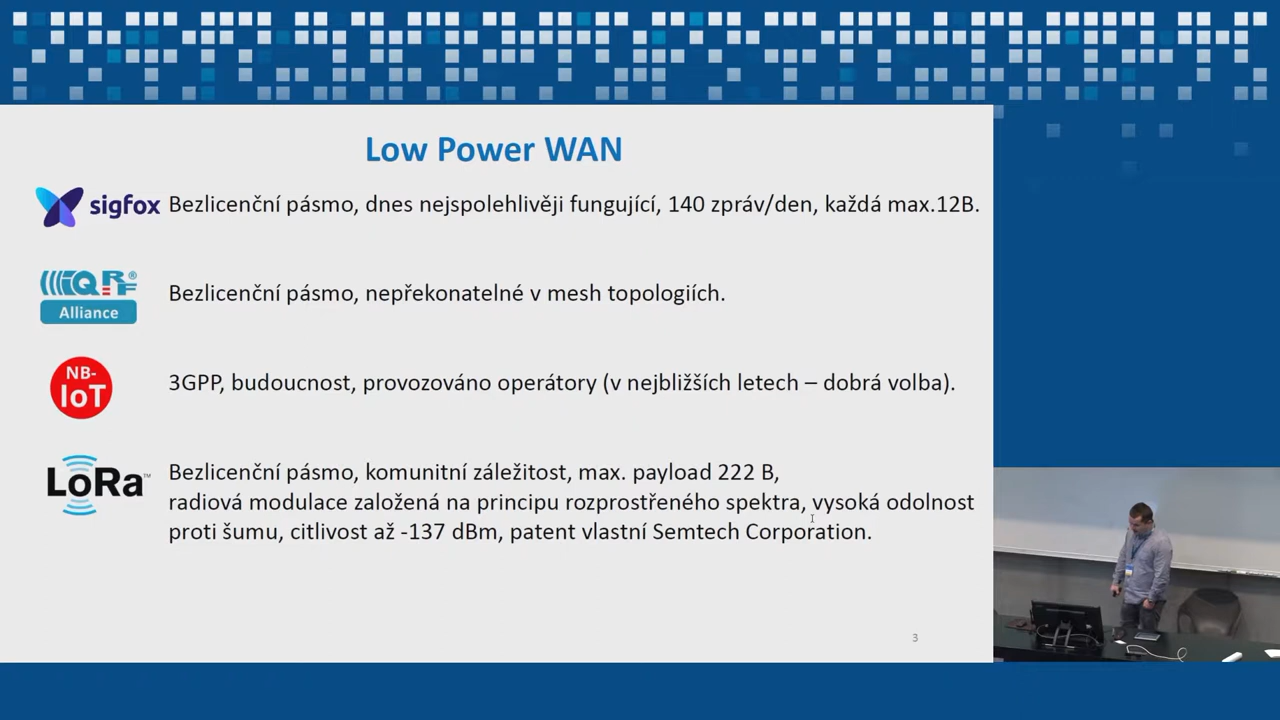 Low Power WAN
sigfox
Bezlicenční pásmo, dnes nejspolehlivěji fungující, 140 zpráv/den, každá max.12B.
IQRF®
Alliance
Bezlicenční pásmo, nepřekonatelné v mesh topologiích.
NB-
IoT
3GPP, budoucnost, provozováno operátory (v nejbližších letech – dobrá volba).
LoRa™
Bezlicenční pásmo, komunitní záležitost, max. payload 222 B,
radiová modulace založená na principu rozprostřeného spektra, vysoká odolnost
proti šumu, citlivost až -137 dBm, patent vlastní Semtech Corporation.
3